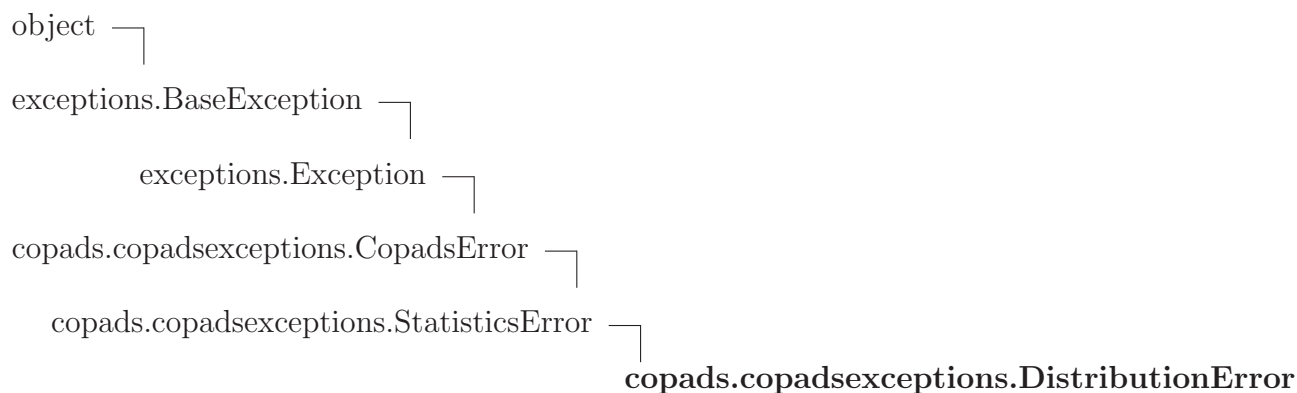 object
exceptions.BaseException
exceptions.Exception
copads.copadsexceptions.CopadsError
copads.copadsexceptions.StatisticsError
copads.copadsexceptions.DistributionError